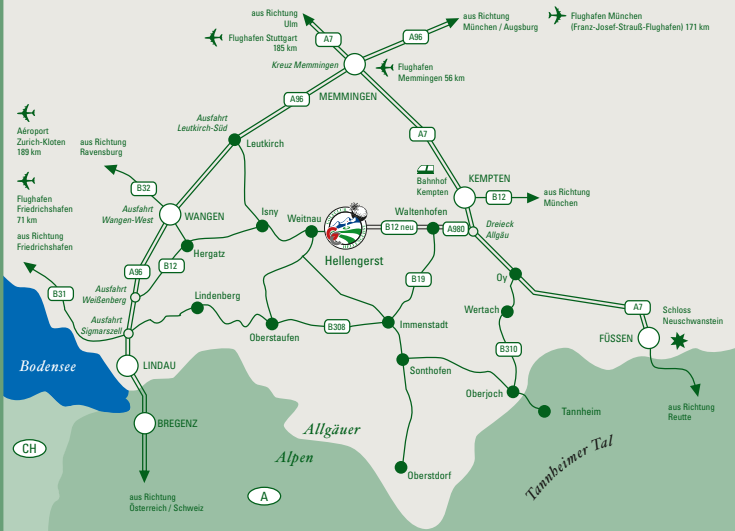 aus Richtung
Ulm
A7
Flughafen Stuttgart
185 km
A96
aus Richtung
München / Augsburg
Flughafen München
(Franz-Josef-Strauß-Flughafen) 171 km
Kreuz Memmingen
Flughafen
Memmingen 56 km
A96
MEMMINGEN
Ausfahrt
Leutkirch-Süd
Leutkirch
A7
Aéroport
Zurich-Kloten
189 km
aus Richtung
Ravensburg
B32
Flughafen
Friedrichshafen
71 km
Ausfahrt
Wangen-West
WANGEN
Isny
Weitnau
Bahnhof
Kempten
KEMPTEN
B12
aus Richtung
München
Waltenhofen
B12 neu
A980
Dreieck
Allgäu
aus Richtung
Friedrichshafen
Hergatz
Hellengerst
A96
B12
B31
Ausfahrt
Weißenberg
Lindenberg
B19
Oy
Ausfahrt
Sigmarszell
Oberstaufen
B308
Immenstadt
Wertach
A7
Schloss
Neuschwanstein
FÜSSEN
B310
Bodensee
LINDAU
Sonthofen
Oberjoch
Tannheim
aus Richtung
Reutte
BREGENZ
Allgäuer
Alpen
CH
A
Oberstdorf
Tannheimer Tal
aus Richtung
Österreich / Schweiz